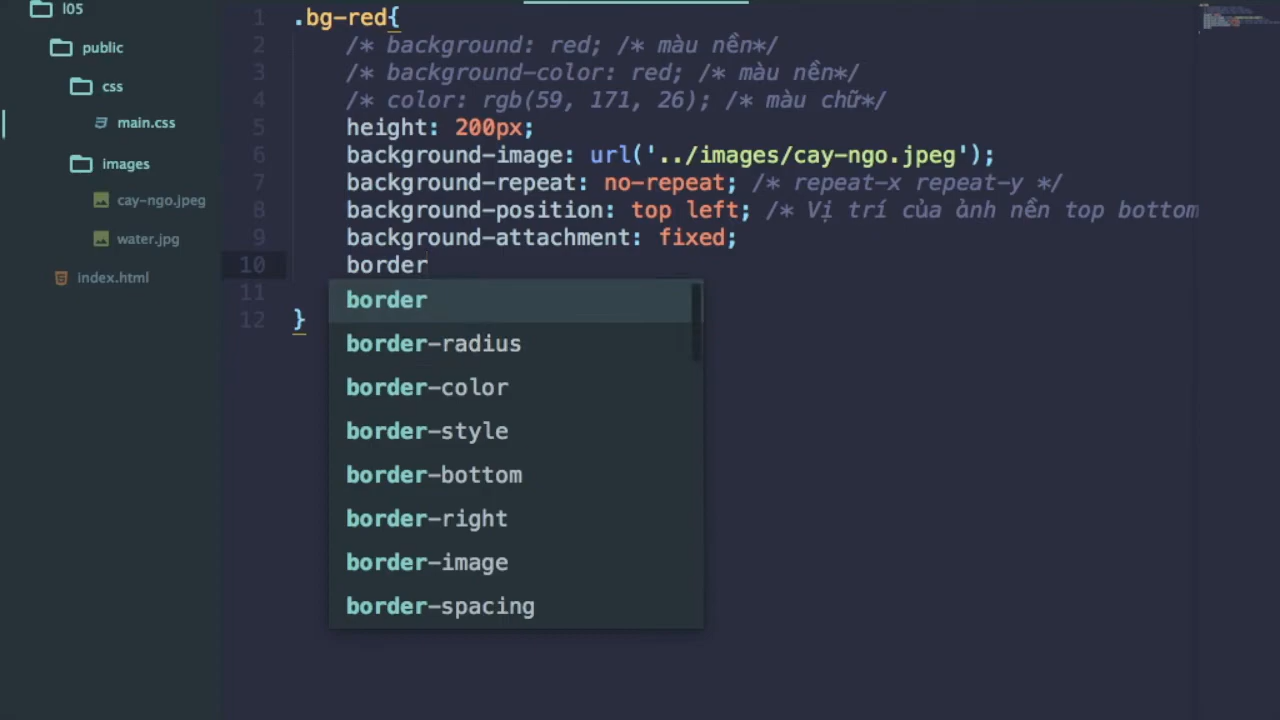 l05
public
css
main.css
images
cay-ngo.jpeg
water.jpg
index.html
1 .bg-red{
2 /* background: red; /* màu nền*/
3 /* background-color: red; /* màu nền*/
4 /* color: rgb(59, 171, 26); /* màu chữ*/
5 height: 200px;
6 background-image: url('../images/cay-ngo.jpeg');
7 background-repeat: no-repeat; /* repeat-x repeat-y */
8 background-position: top left; /* Vị trí của ảnh nền top bottom
9 background-attachment: fixed;
10 border
11
12 }
border
border-radius
border-color
border-style
border-bottom
border-right
border-image
border-spacing